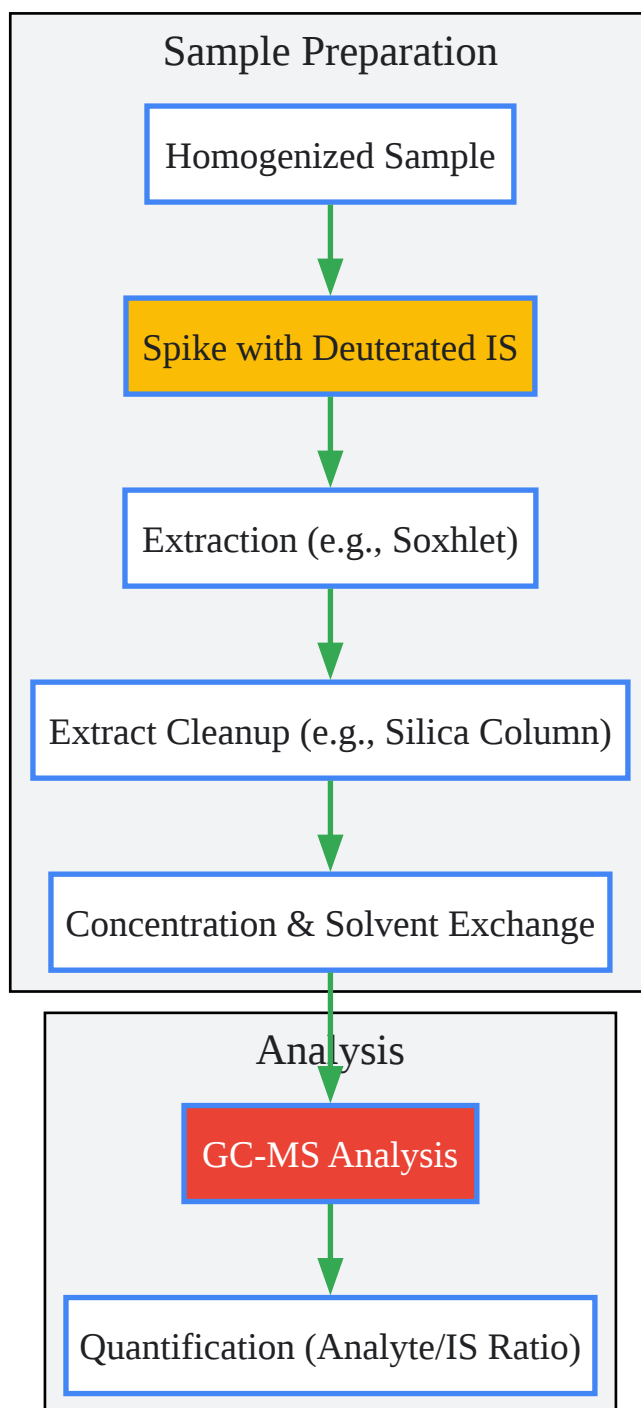 Sample Preparation
Homogenized Sample
Spike with Deuterated IS
Extraction (e.g., Soxhlet)
Extract Cleanup (e.g., Silica Column)
Concentration & Solvent Exchange
Analysis
GC-MS Analysis
Quantification (Analyte/IS Ratio)